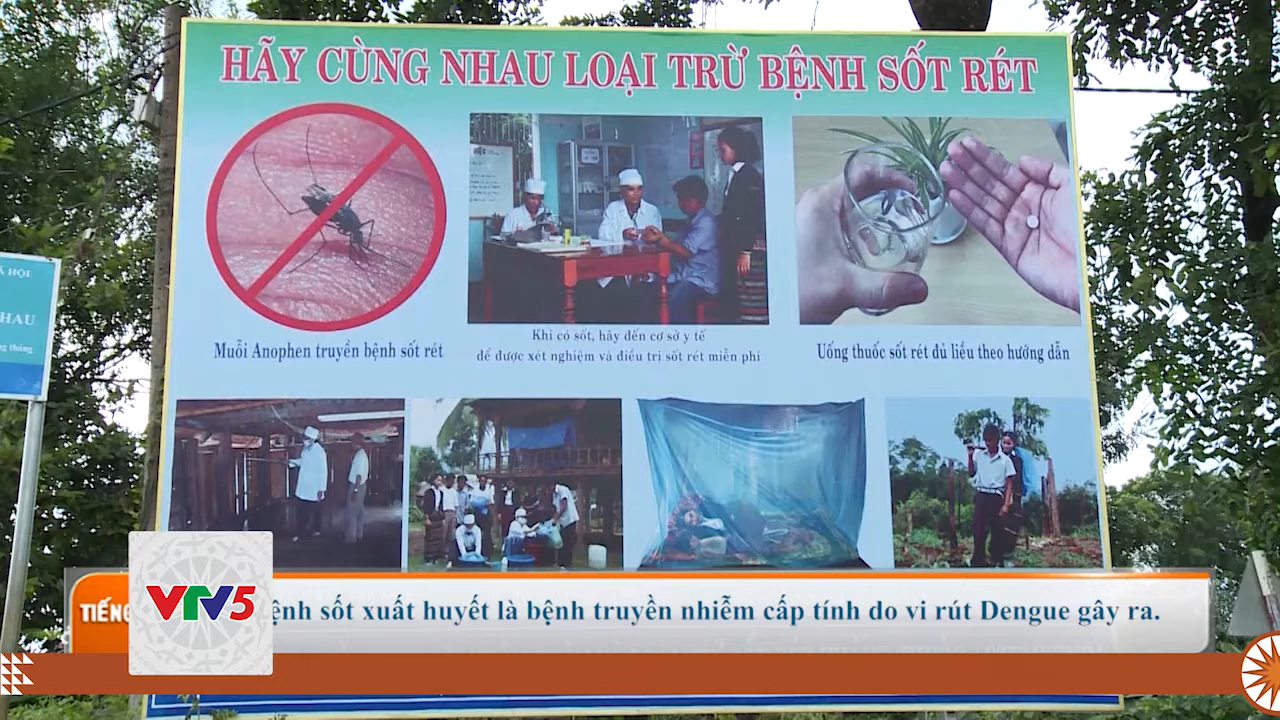 HÃY CÙNG NHAU LOẠI TRỪ BỆNH SỐT RÉT
HỘI
HAU
Muỗi Anophen truyền bệnh sốt rét
Khi có sốt, hãy đến cơ sở y tế
để được xét nghiệm và điều trị sốt rét miễn phí
Uống thuốc sốt rét đủ liều theo hướng dẫn
TIẾNG
VTV5
ệnh sốt xuất huyết là bệnh truyền nhiễm cấp tính do vi rút Dengue gây ra.